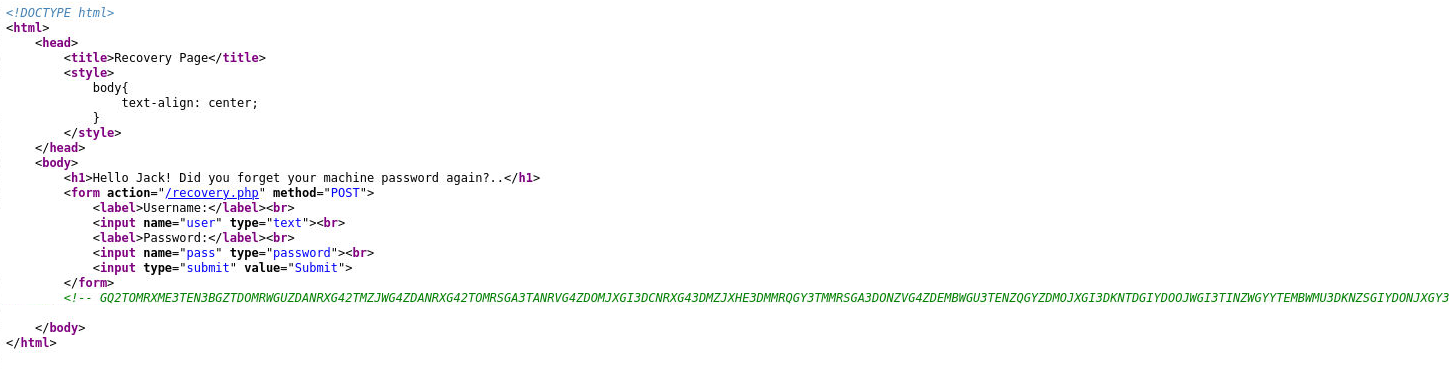 <!DOCTYPE html>
<html>
<head>
<title>Recovery Page</title>
<style>
body{
text-align: center;
}
</style>
</head>
<body>
<h1>Hello Jack! Did you forget your machine password again?..</h1>
<form action="/recovery.php" method="POST">
<label>Username:</label><br>
<input name="user" type="text"><br>
<label>Password:</label><br>
<input name="pass" type="password"><br>
<input type="submit" value="Submit">
</form>
<!-- GQ2TOMRXME3TEN3BGZTDOMRWGUZDANRXG42TMZJWG4ZDANRXG42TOMRSGA3TANRVG4ZDOMJXGI3DCNRXG43DMZJXHE3DMMRQGY3TMMRSGA3DONZVG4ZDEMBWGU3TENZQGYZDMOJXGI3DKNTDGIYDOOJWGI3TINZWGYYTEMBWMU3DKNZSGIYDONJXGY3
</body>
</html>